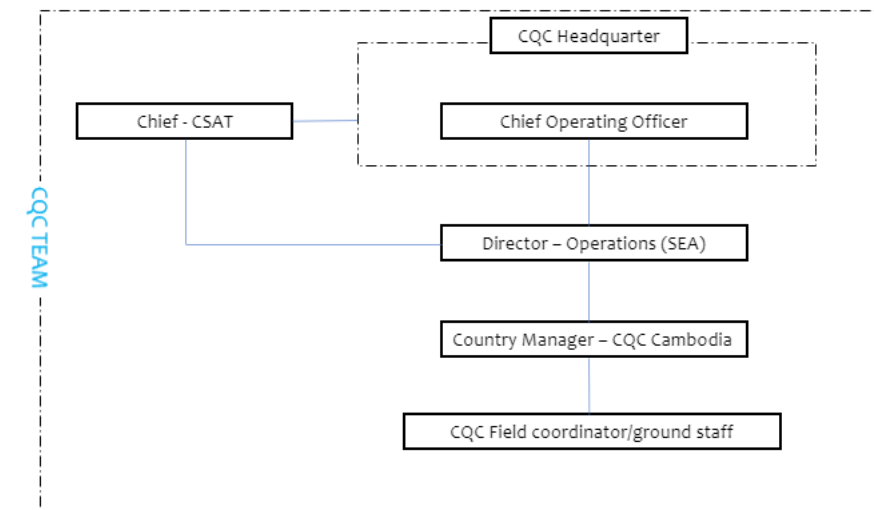 CQC Headquarter
Chief - CSAT
Chief Operating Officer
CQC TEAM
Director – Operations (SEA)
Country Manager – CQC Cambodia
CQC Field coordinator/ground staff